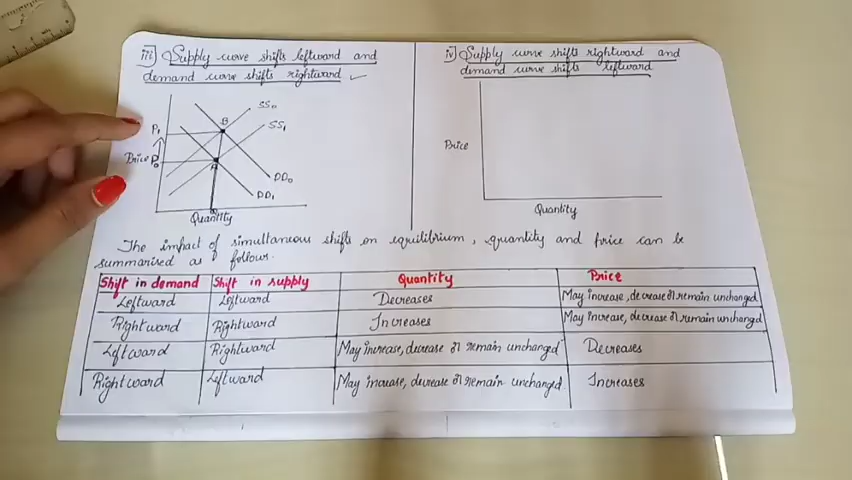 iii) Supply curve shifts leftward and
demand curve shifts rightward
SS₀
SS₁
B
P₁
Price P₀
A
DD₀
DD₁
Quantity
iv) Supply curve shifts rightward and
demand curve shifts leftward
Price
Quantity
The impact of simultaneous shifts on equilibrium, quantity and price can be
summarised as follows.
Shift in demand Shift in supply Quantity Price
Leftward Leftward Decreases May increase, decrease or remain unchanged
Rightward Rightward Increases May increase, decrease or remain unchanged
Leftward Rightward May increase, decrease or remain unchanged Decreases
Rightward Leftward May increase, decrease or remain unchanged Increases